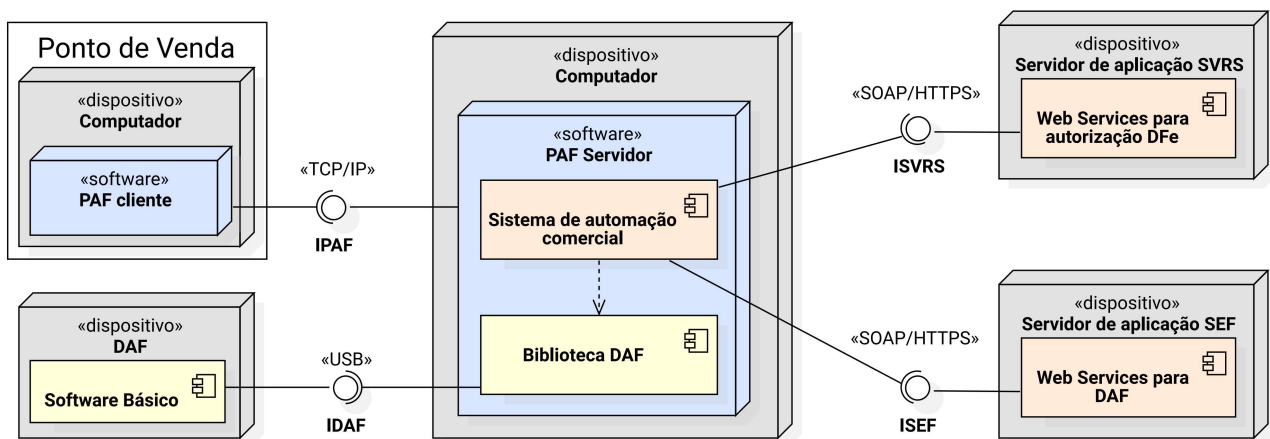 Ponto de Venda
«dispositivo»
Computador
«software»
PAF cliente
«TCP/IP»
IPAF
«dispositivo»
DAF
Software Básico
«USB»
IDAF
«dispositivo»
Computador
«software»
PAF Servidor
Sistema de automação
comercial
Biblioteca DAF
«SOAP/HTTPS»
ISVRS
«dispositivo»
Servidor de aplicação SVRS
Web Services para
autorização DFe
«SOAP/HTTPS»
ISEF
«dispositivo»
Servidor de aplicação SEF
Web Services para
DAF